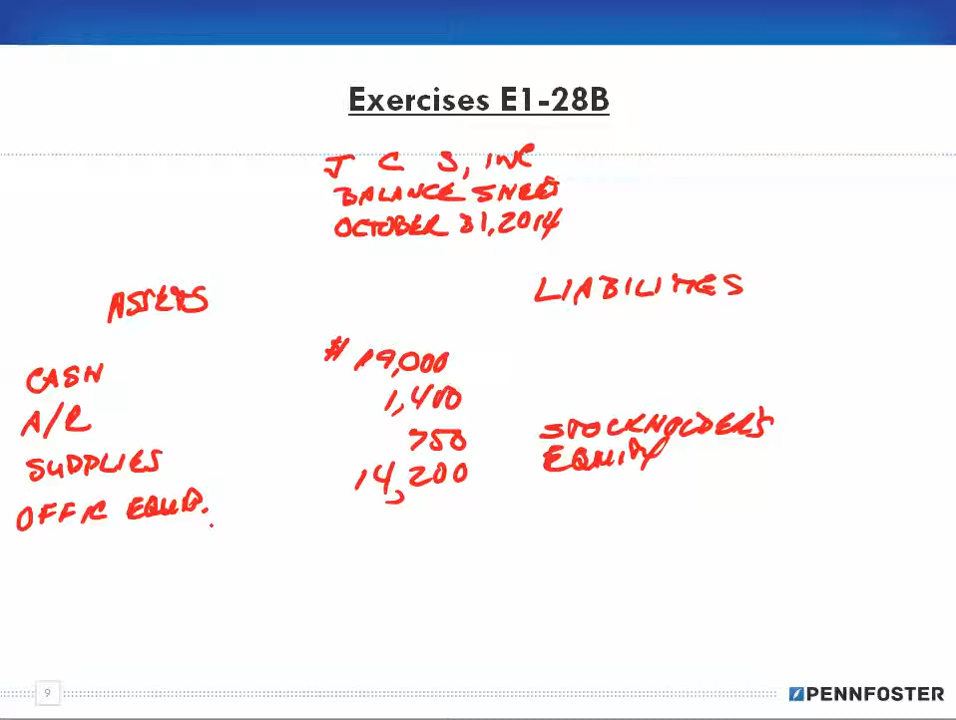 Exercises E1-28B
J C S, INC
BALANCE SHEET
OCTOBER 31, 2014
ASSETS
LIABILITIES
CASH $ 19,000
A/R 1,400
SUPPLIES 750
OFFIC EQUIP. 14,200
STOCKHOLDERS
EQUITY
9
PENNFOSTER